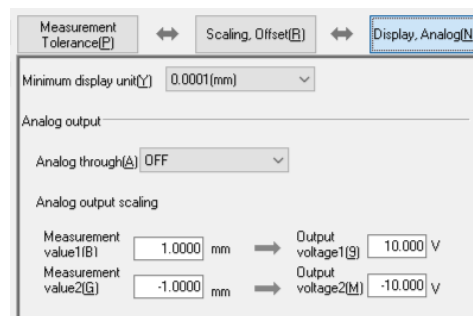 Measurement
Tolerance(P)
Scaling, Offset(R)
Display, Analog(N
Minimum display unit(Y) 0.0001(mm)
Analog output
Analog through(A) OFF
Analog output scaling
Measurement
value1(B) 1.0000 mm
Output
voltage1(9) 10.000 V
Measurement
value2(G) -1.0000 mm
Output
voltage2(M) -10.000 V